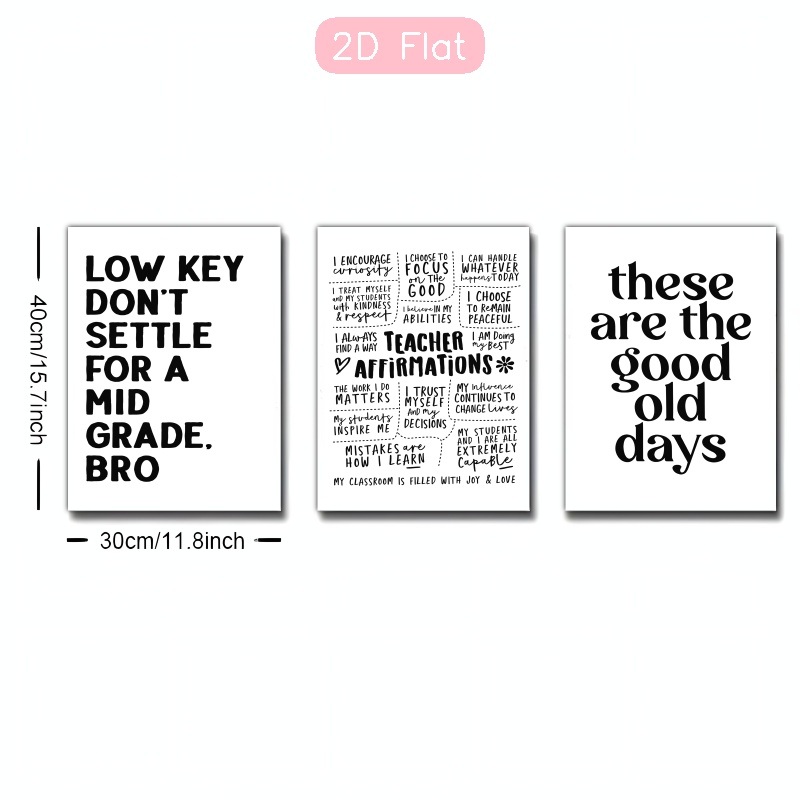 2D Flat
40cm/15.7inch
30cm/11.8inch
LOW KEY
DON'T
SETTLE
FOR A
MID
GRADE.
BRO
I ENCOURAGE
curiosity
I CHOOSE TO
FOCUS
on THE
GOOD
I CAN HANDLE
WHATEVER
happens TODAY
I TREAT MYSELF
and MY STUDENTS
with KINDNESS
& respect
I believe IN MY
ABILITIES
I CHOOSE
TO REMAIN
PEACEFUL
I ALWAYS
FIND A WAY
TEACHER
AFFIRMATIONS
I AM Doing
my BEST
THE WORK I DO
MATTERS
I TRUST
MYSELF
AND my
DECISIONS
MY influence
CONTINUES TO
CHANGE lives
My students
INSPIRE ME
MISTAKES are
HOW I LEARN
MY STUDENTS
AND I ARE ALL
EXTREMELY
CapaBLe
MY CLASSROOM IS FILLED WITH JOY & LOVE
these
are the
good
old
days